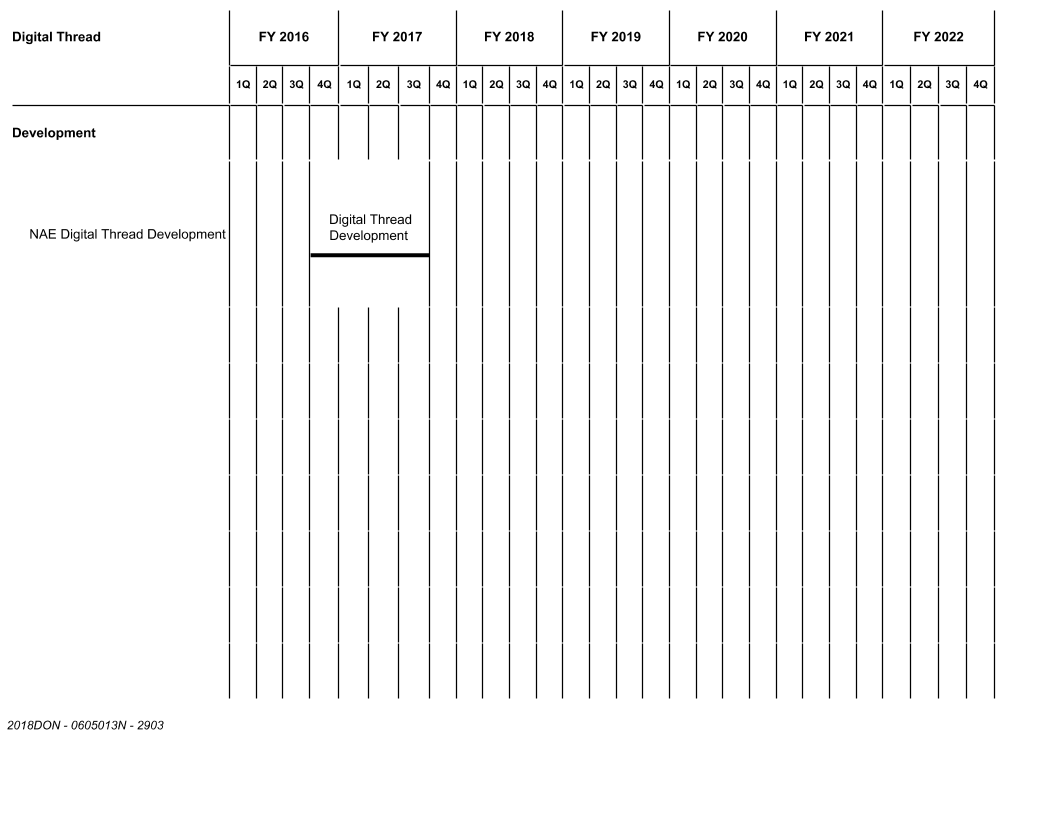 Digital Thread FY 2016 FY 2017 FY 2018 FY 2019 FY 2020 FY 2021 FY 2022
1Q 2Q 3Q 4Q 1Q 2Q 3Q 4Q 1Q 2Q 3Q 4Q 1Q 2Q 3Q 4Q 1Q 2Q 3Q 4Q 1Q 2Q 3Q 4Q 1Q 2Q 3Q 4Q
Development
NAE Digital Thread Development
Digital Thread
Development
2018DON - 0605013N - 2903